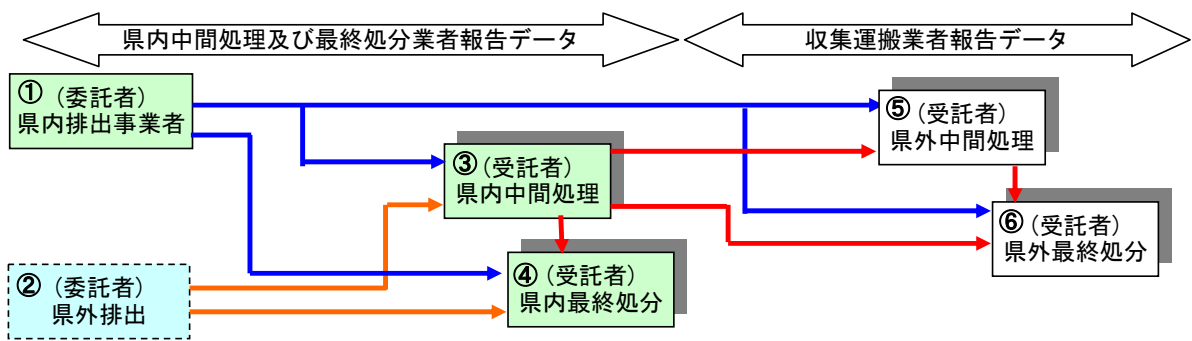 県内中間処理及び最終処分業者報告データ
収集運搬業者報告データ
① (委託者)
県内排出事業者
⑤ (受託者)
県外中間処理
③ (受託者)
県内中間処理
⑥ (受託者)
県外最終処分
② (委託者)
県外排出
④ (受託者)
県内最終処分